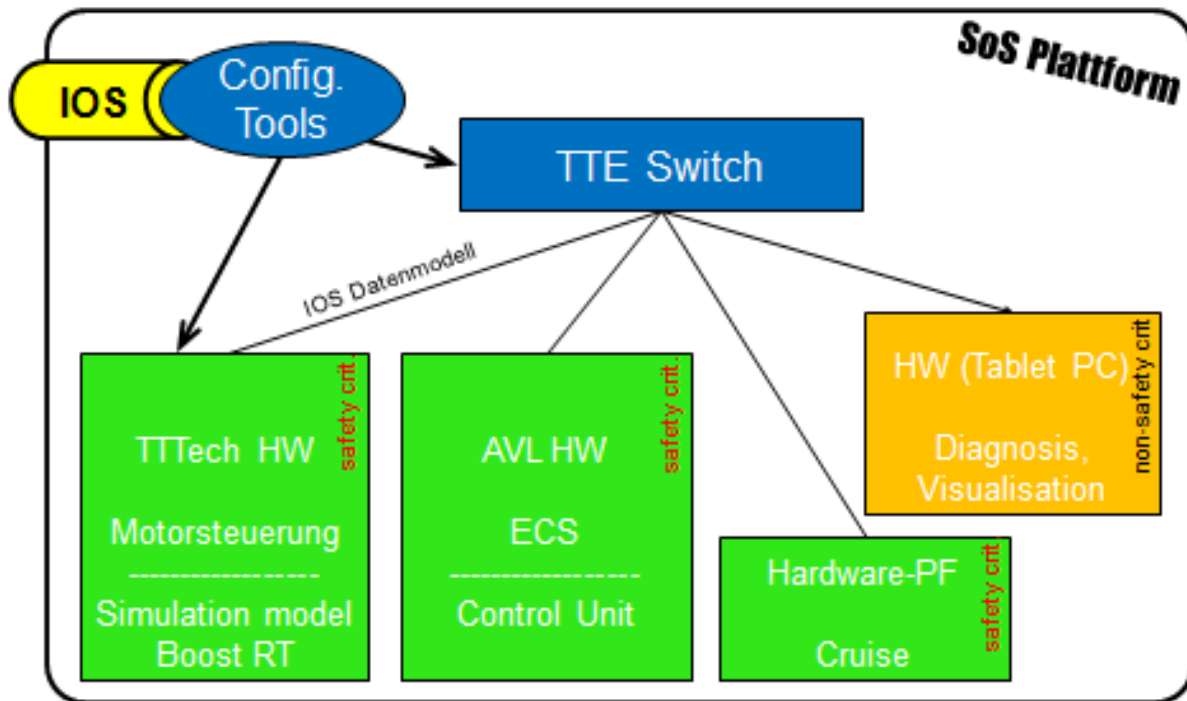 SoS Plattform
IOS
Config.
Tools
TTE Switch
IOS Datenmodell
TTTech HW
Motorsteuerung
------------------
Simulation model
Boost RT
safety crit.
AVL HW
ECS
------------------
Control Unit
safety crit.
Hardware-PF
Cruise
safety crit.
HW (Tablet PC)
Diagnosis,
Visualisation
non-safety crit